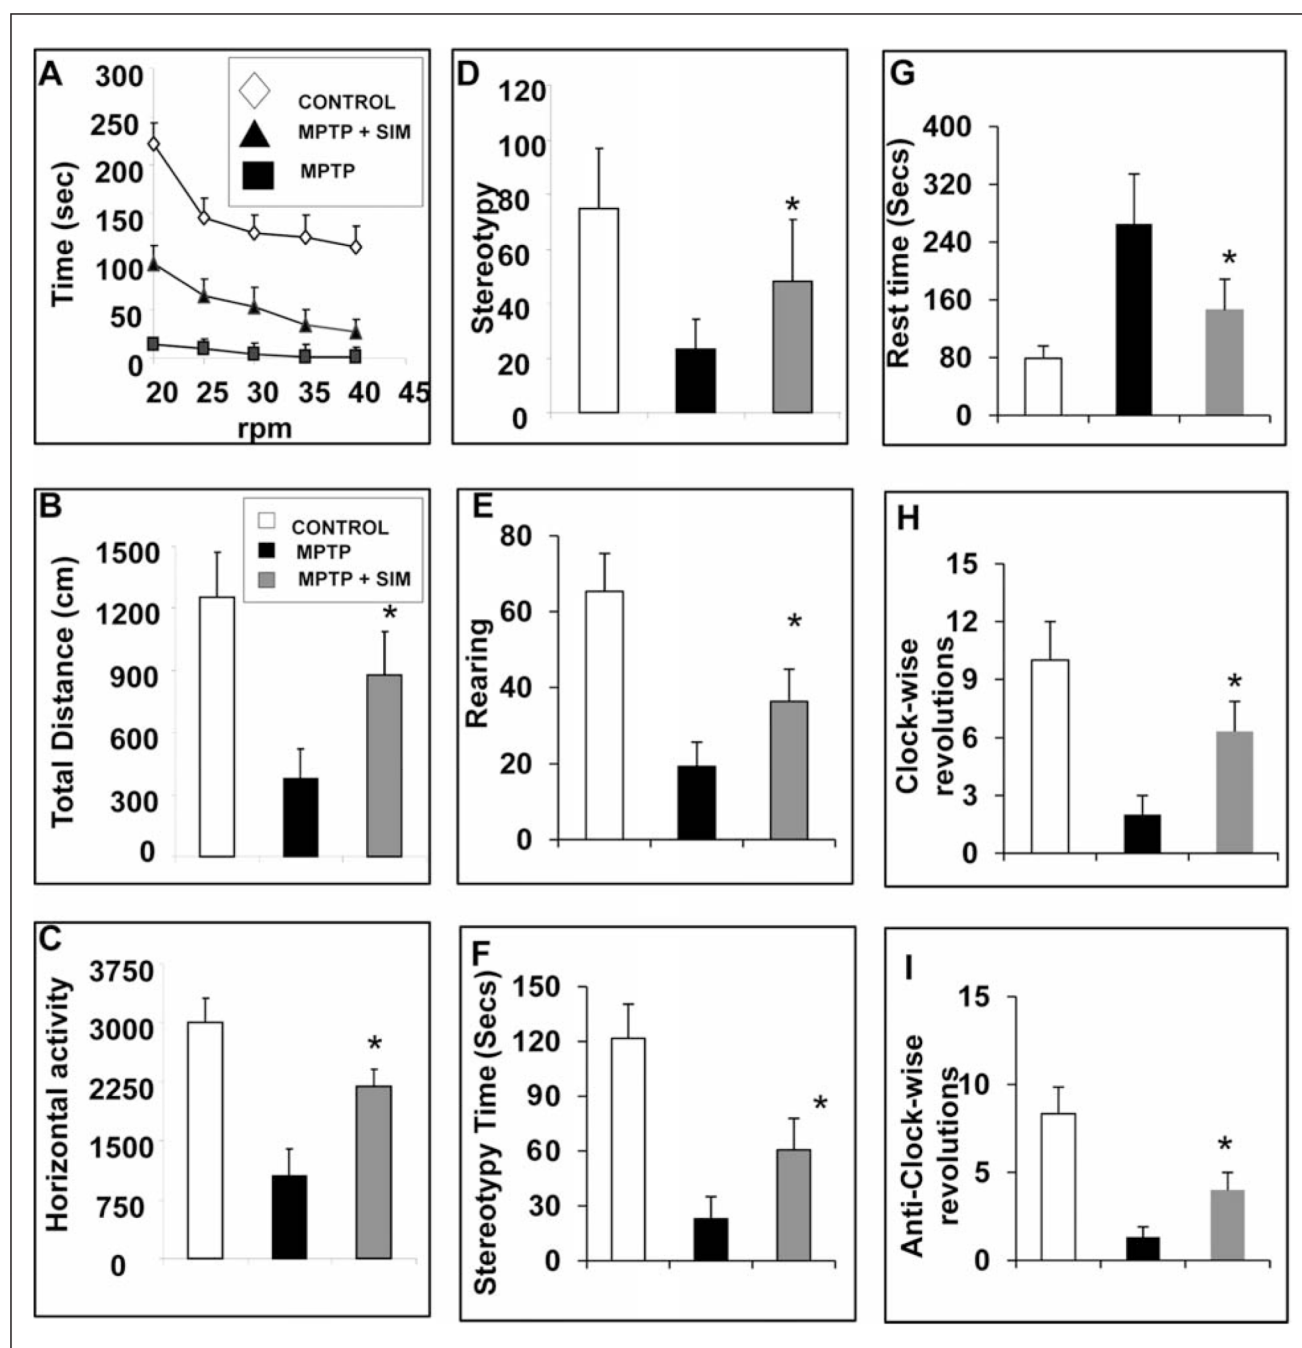 A
300
250
200
150
100
50
0
Time (sec)
20 25 30 35 40 45
rpm
CONTROL
MPTP + SIM
MPTP
D
120
100
80
60
40
20
0
Stereotypy
*
G
400
320
240
160
80
0
Rest time (Secs)
*
B
1500
1200
900
600
300
0
Total Distance (cm)
CONTROL
MPTP
MPTP + SIM
*
E
80
60
40
20
0
Rearing
*
H
15
12
9
6
3
0
Clock-wise
revolutions
*
C
3750
3000
2250
1500
750
0
Horizontal activity
*
F
150
120
90
60
30
0
Stereotypy Time (Secs)
*
I
15
10
5
0
Anti-Clock-wise
revolutions
*